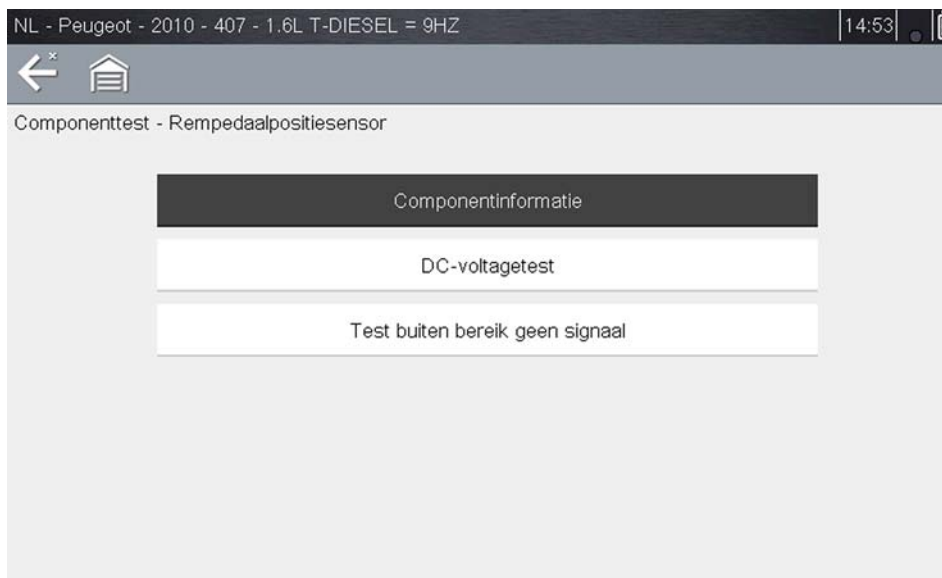 NL - Peugeot - 2010 - 407 - 1.6L T-DIESEL = 9HZ 14:53
Componenttest - Rempedaalpositiesensor
Componentinformatie
DC-voltagetest
Test buiten bereik geen signaal